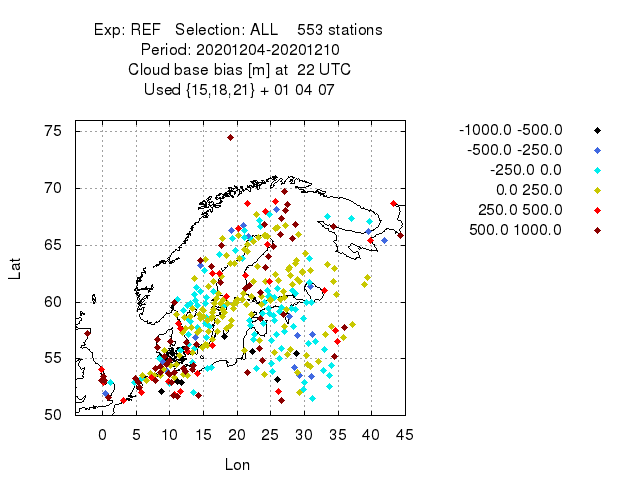 Exp: REF   Selection: ALL    553 stations
Period: 20201204-20201210
Cloud base bias [m] at  22 UTC
Used {15,18,21} + 01 04 07
-1000.0 -500.0
-500.0 -250.0
-250.0 0.0
0.0 250.0
250.0 500.0
500.0 1000.0
75
70
65
60
55
50
Lat
0 5 10 15 20 25 30 35 40 45
Lon